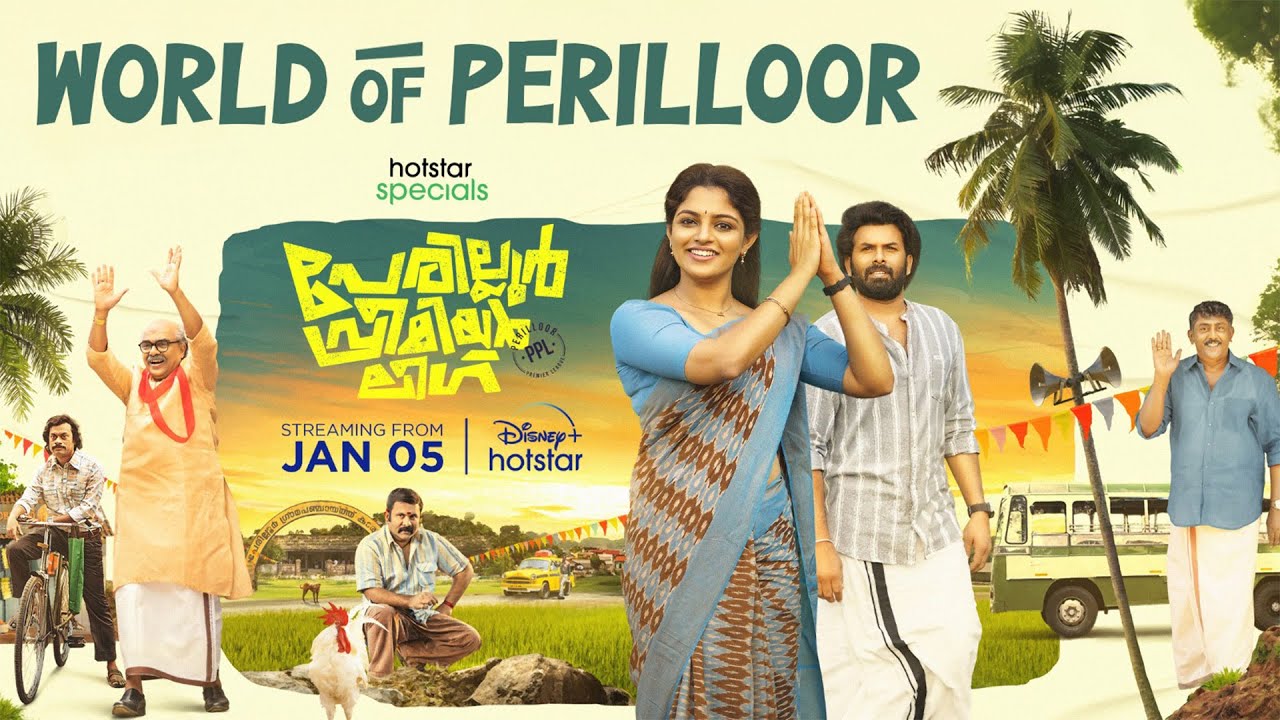 WORLD OF PERILLOOR
hotstar
specials
പേരില്ലൂർ
പ്രീമിയർ
ലീഗ്
PERILLOOR
PPL
PREMIER LEAGUE
STREAMING FROM
JAN 05
Disney+
hotstar